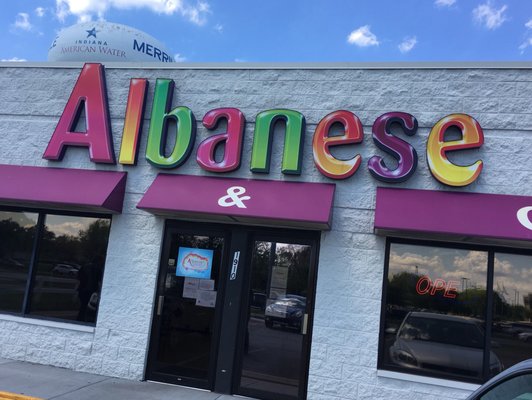 INDIANA
AMERICAN WATER
MERR
Albanese
&
OPE